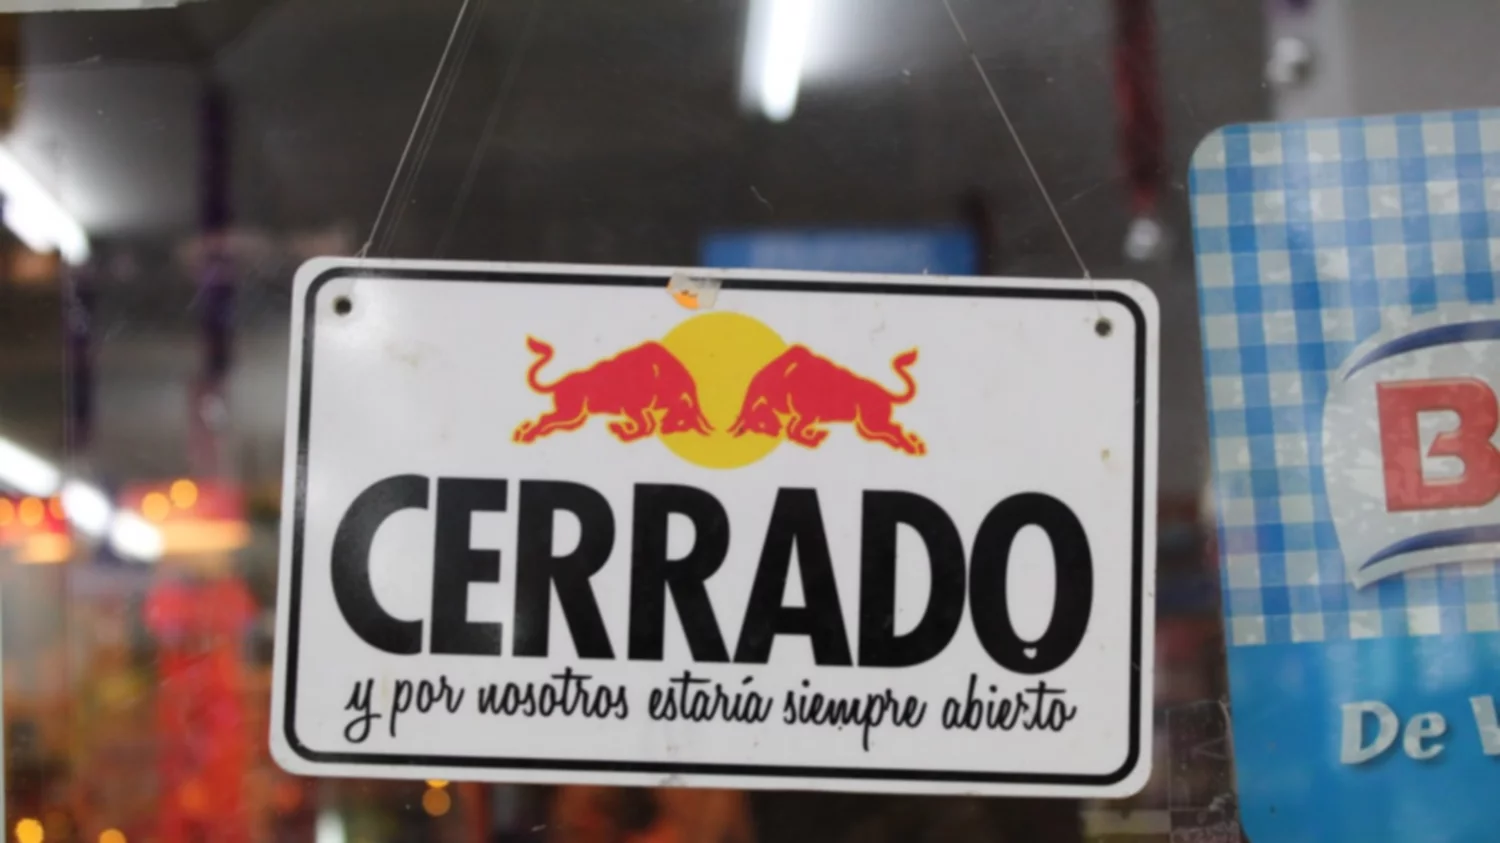 CERRADO
y por nosotros estaría siempre abierto
De